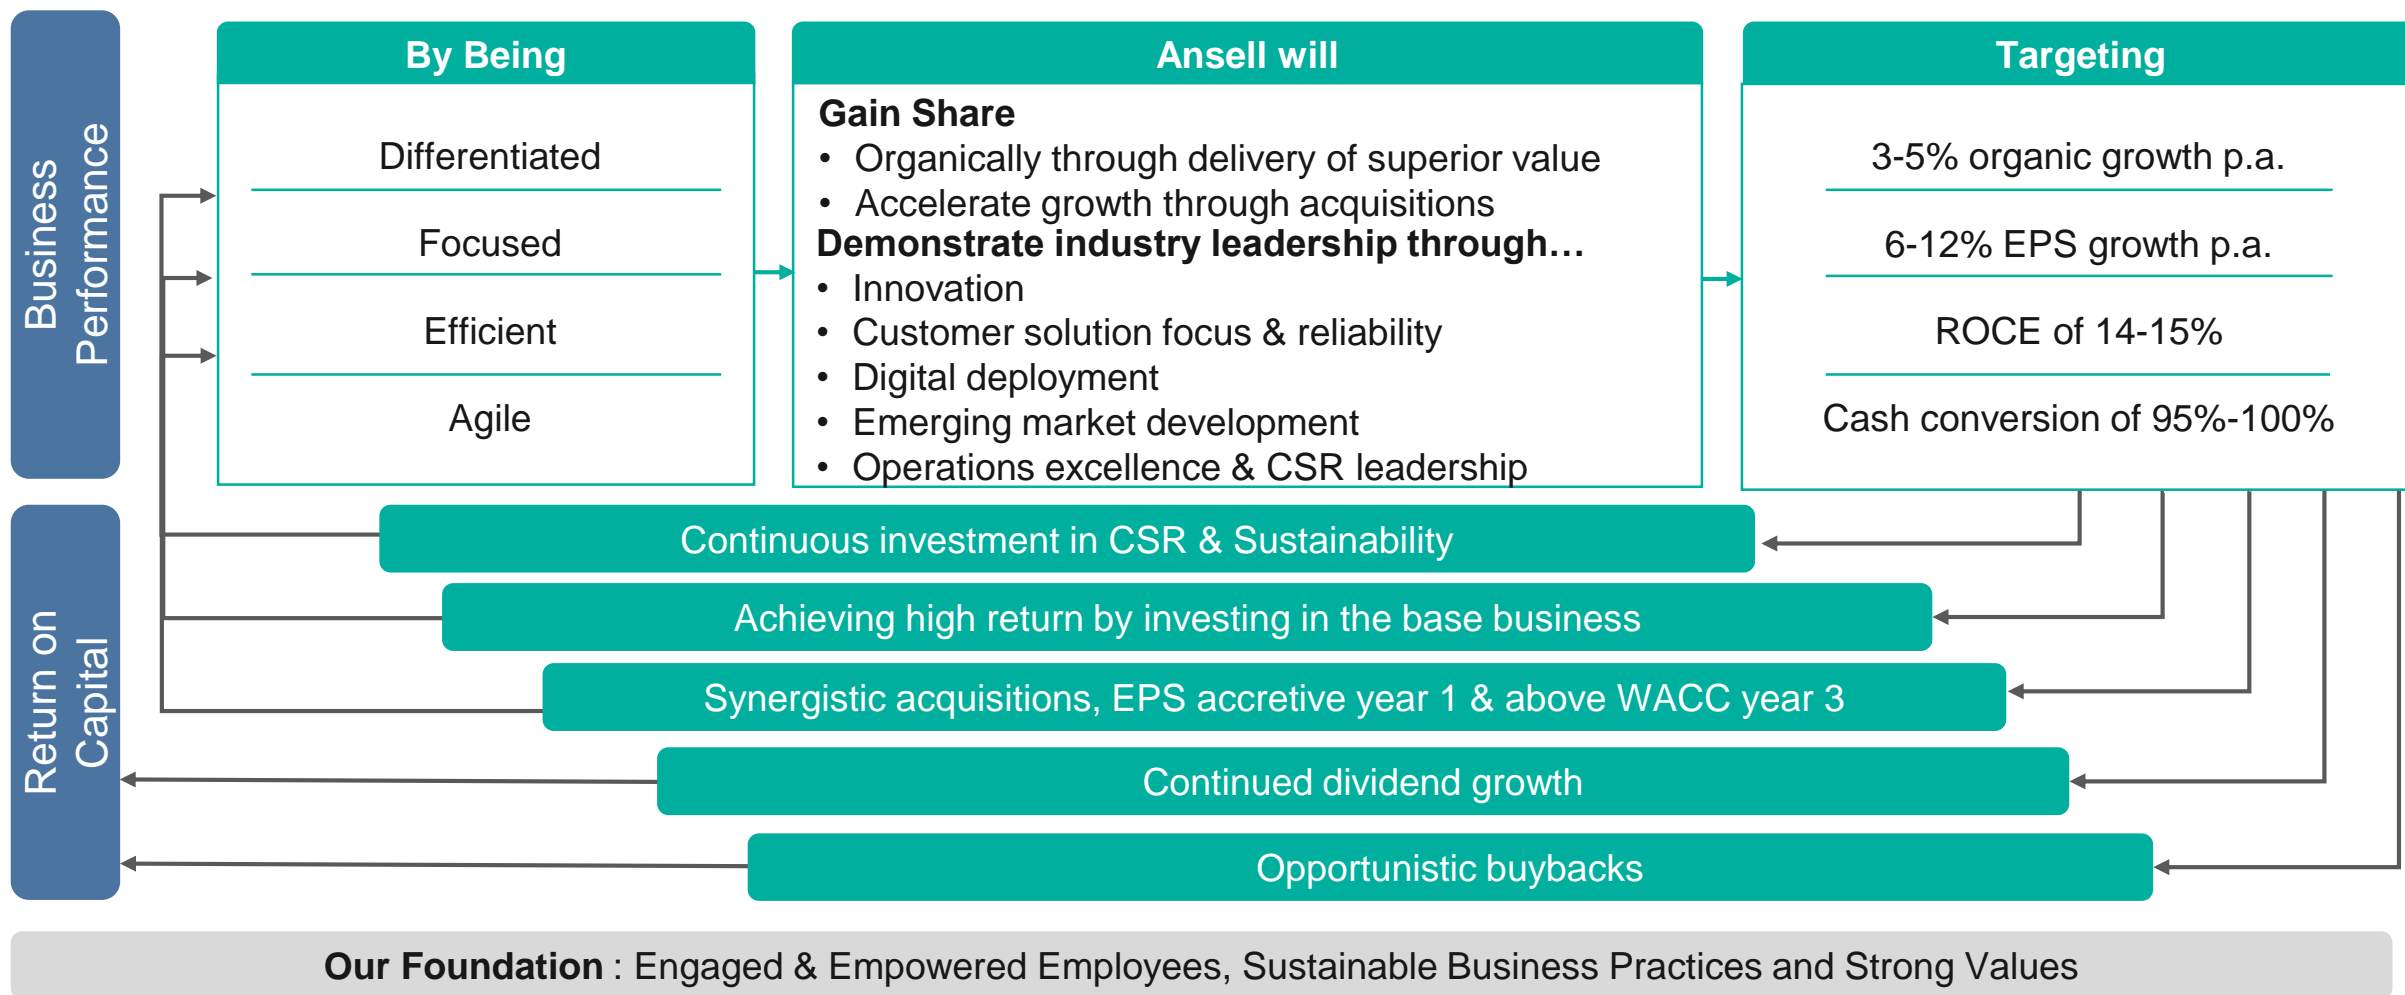 Business
Performance
By Being
Differentiated
Focused
Efficient
Agile
Ansell will
Gain Share
• Organically through delivery of superior value
• Accelerate growth through acquisitions
Demonstrate industry leadership through…
• Innovation
• Customer solution focus & reliability
• Digital deployment
• Emerging market development
• Operations excellence & CSR leadership
Targeting
3-5% organic growth p.a.
6-12% EPS growth p.a.
ROCE of 14-15%
Cash conversion of 95%-100%
Return on
Capital
Continuous investment in CSR & Sustainability
Achieving high return by investing in the base business
Synergistic acquisitions, EPS accretive year 1 & above WACC year 3
Continued dividend growth
Opportunistic buybacks
Our Foundation : Engaged & Empowered Employees, Sustainable Business Practices and Strong Values